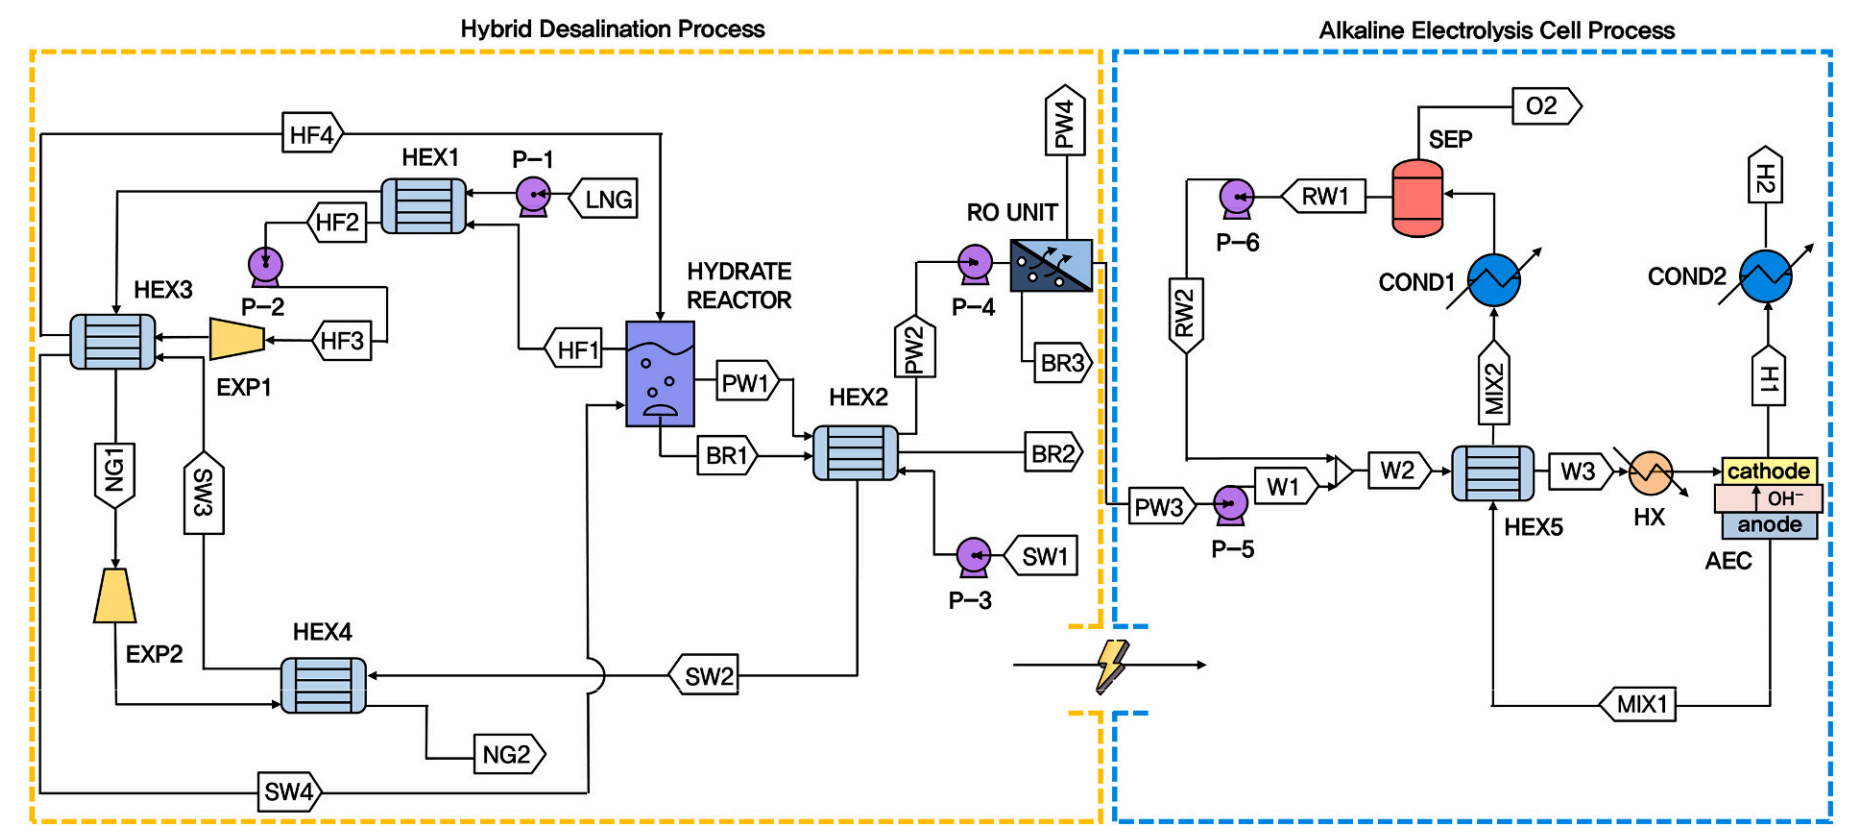 Hybrid Desalination Process
Alkaline Electrolysis Cell Process
HF4
HEX1
P-1
LNG
HF2
P-2
HEX3
HF3
EXP1
HYDRATE
REACTOR
HF1
PW1
BR1
HEX2
PW2
P-4
RO UNIT
PW4
BR3
BR2
SW1
P-3
NG1
SW3
EXP2
HEX4
SW2
NG2
SW4
O2
SEP
RW1
P-6
COND1
COND2
H2
RW2
MIX2
H1
PW3
P-5
W1
W2
HEX5
W3
HX
cathode
OH⁻
anode
AEC
MIX1